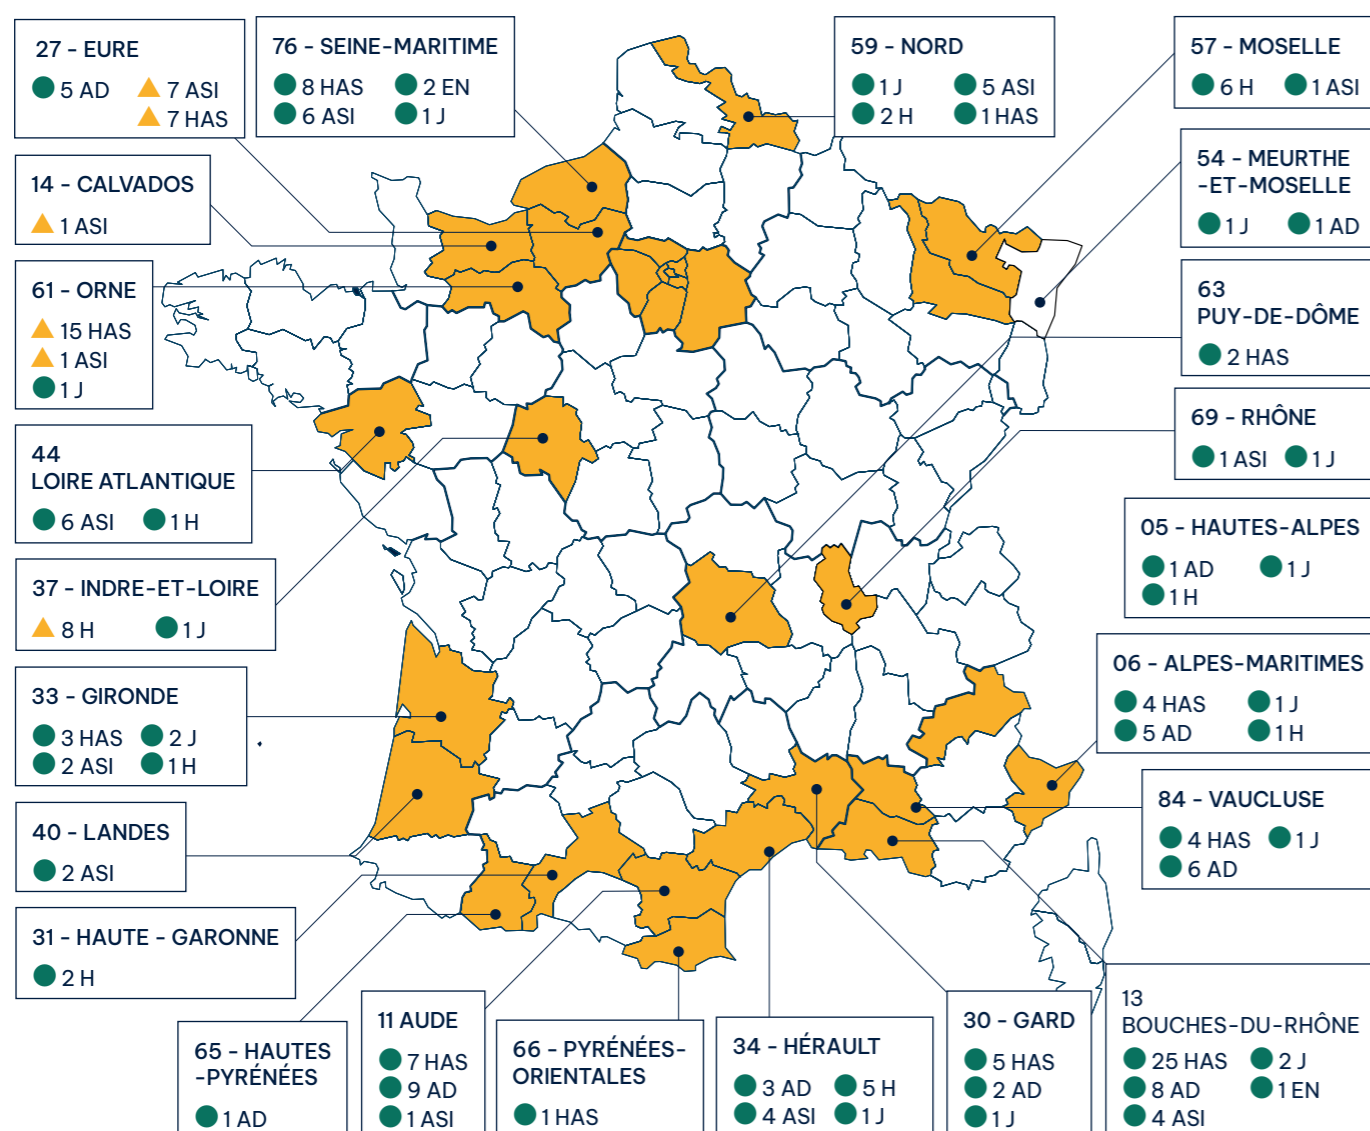 27 - EURE
5 AD 7 ASI
7 HAS
76 - SEINE-MARITIME
8 HAS 2 EN
6 ASI 1 J
59 - NORD
1 J 5 ASI
2 H 1 HAS
57 - MOSELLE
6 H 1 ASI
14 - CALVADOS
1 ASI
54 - MEURTHE
-ET-MOSELLE
1 J 1 AD
61 - ORNE
15 HAS
1 ASI
1 J
63
PUY-DE-DÔME
2 HAS
69 - RHÔNE
1 ASI 1 J
44
LOIRE ATLANTIQUE
6 ASI 1 H
05 - HAUTES-ALPES
1 AD 1 J
1 H
37 - INDRE-ET-LOIRE
8 H 1 J
06 - ALPES-MARITIMES
4 HAS 1 J
5 AD 1 H
33 - GIRONDE
3 HAS 2 J
2 ASI 1 H
84 - VAUCLUSE
4 HAS 1 J
6 AD
40 - LANDES
2 ASI
31 - HAUTE - GARONNE
2 H
65 - HAUTES
-PYRÉNÉES
1 AD
11 AUDE
7 HAS
9 AD
1 ASI
66 - PYRÉNÉES-
ORIENTALES
1 HAS
34 - HÉRAULT
3 AD 5 H
4 ASI 1 J
30 - GARD
5 HAS
2 AD
1 J
13
BOUCHES-DU-RHÔNE
25 HAS 2 J
8 AD 1 EN
4 ASI